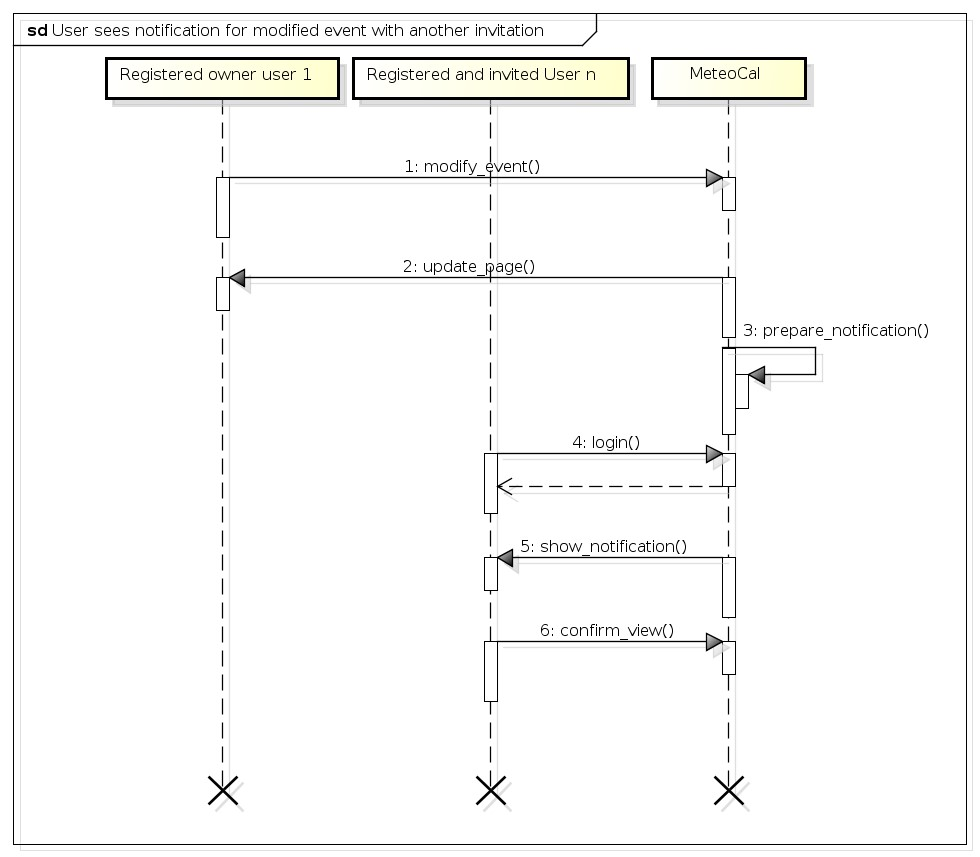 sd User sees notification for modified event with another invitation
Registered owner user 1
Registered and invited User n
MeteoCal
1: modify_event()
2: update_page()
3: prepare_notification()
4: login()
5: show_notification()
6: confirm_view()